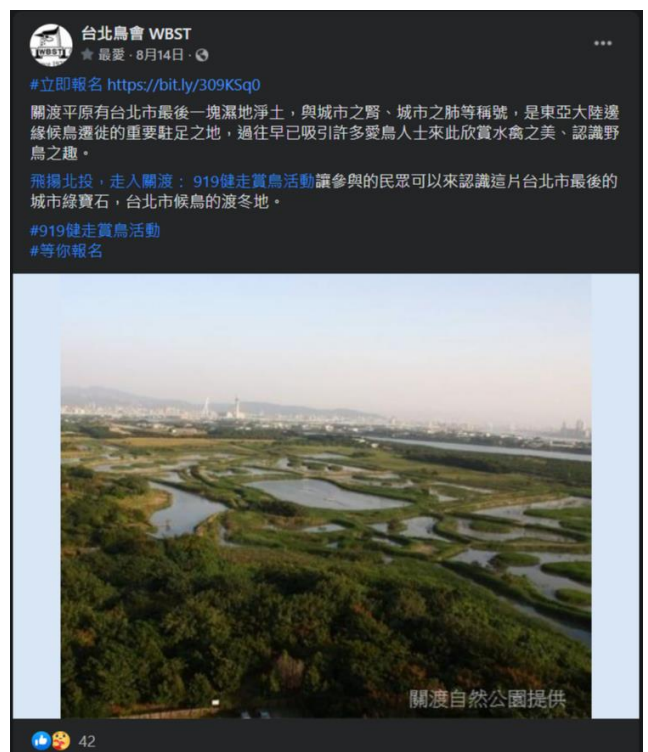 台北鳥會 WBST
最愛 · 8月14日 ·
WBST
#立即報名 https://bit.ly/309KSq0
關渡平原有台北市最後一塊濕地淨土，與城市之腎、城市之肺等稱號，是東亞大陸邊
緣候鳥遷徙的重要駐足之地，過往早已吸引許多愛鳥人士來此欣賞水禽之美、認識野
鳥之趣。
飛揚北投，走入關渡： 919健走賞鳥活動讓參與的民眾可以來認識這片台北市最後的
城市綠寶石，台北市候鳥的渡冬地。
#919健走賞鳥活動
#等你報名
關渡自然公園提供
42